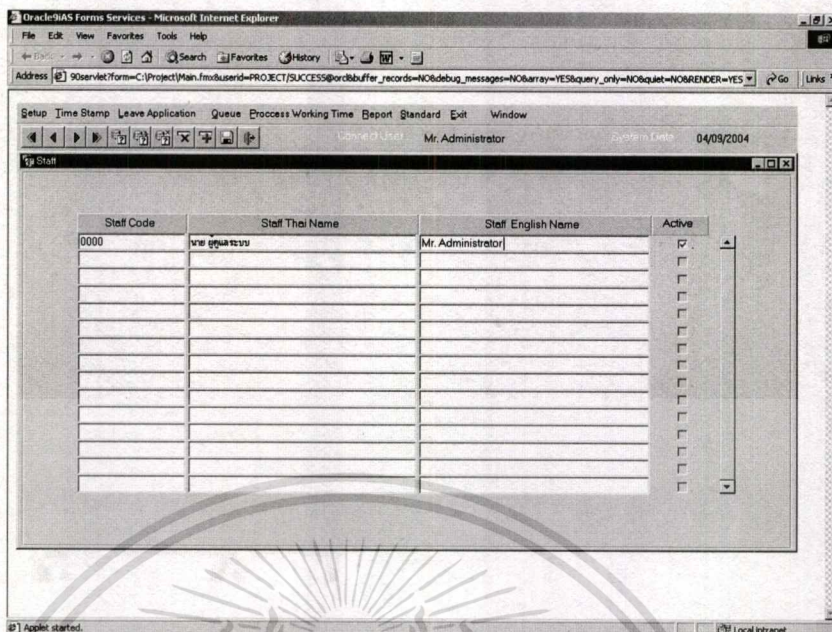 Oracle9iAS Forms Services - Microsoft Internet Explorer
File Edit View Favorites Tools Help
Search Favorites History
Address 90servlet?form=C:\Project\Main.fmx&userid=PROJECT/SUCCESS@orcl&buffer_records=NO&debug_messages=NO&array=YES&query_only=NO&quiet=NO&RENDER=YES Go Links
Setup Time Stamp Leave Application Queue Proccess Working Time Report Standard Exit Window
Connect User Mr. Administrator System Date 04/09/2004
Staff
Staff Code Staff Thai Name Staff English Name Active
0000 นาย ผู้ดูแลระบบ Mr. Administrator
Applet started. Local intranet